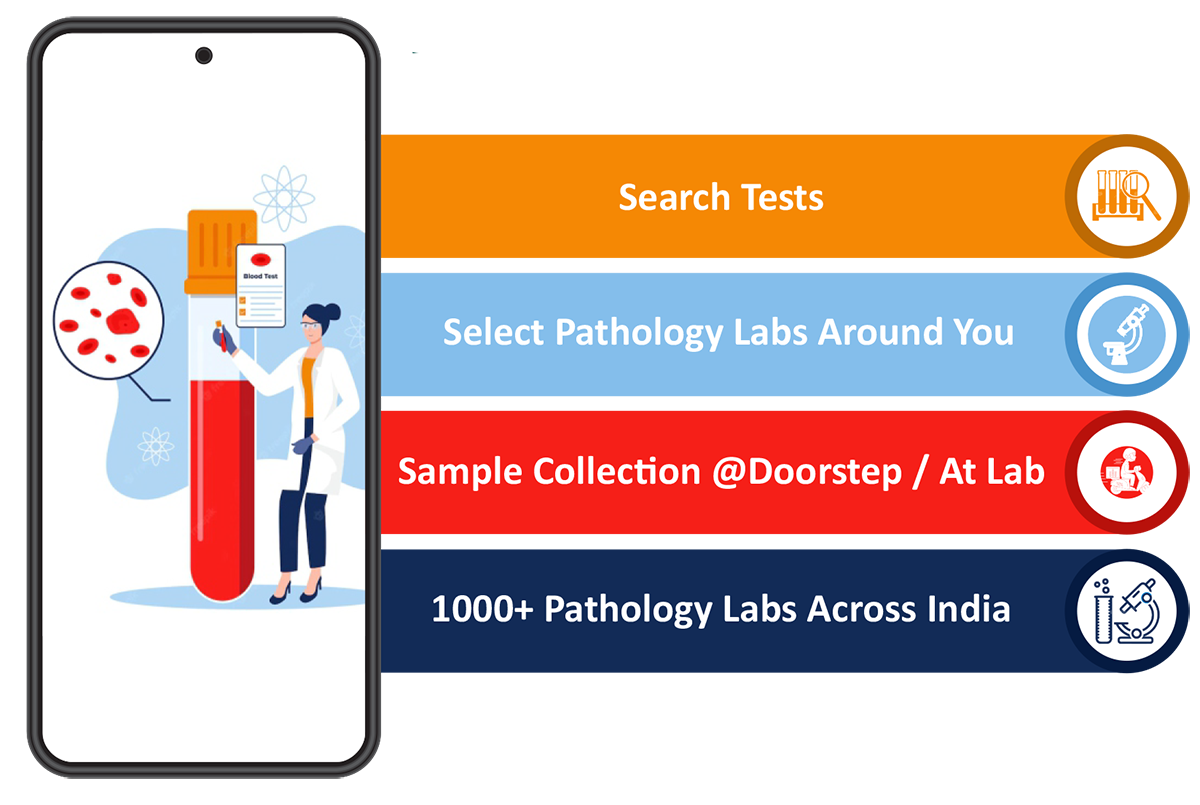 Blood Test
Search Tests
Select Pathology Labs Around You
Sample Collection @Doorstep / At Lab
1000+ Pathology Labs Across India